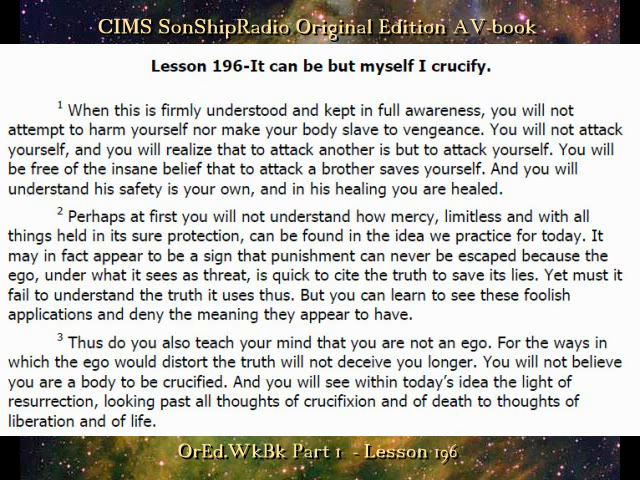 CIMS SonShipRadio Original Edition AV-book
Lesson 196-It can be but myself I crucify.
1 When this is firmly understood and kept in full awareness, you will not
attempt to harm yourself nor make your body slave to vengeance. You will not attack
yourself, and you will realize that to attack another is but to attack yourself. You will
be free of the insane belief that to attack a brother saves yourself. And you will
understand his safety is your own, and in his healing you are healed.
2 Perhaps at first you will not understand how mercy, limitless and with all
things held in its sure protection, can be found in the idea we practice for today. It
may in fact appear to be a sign that punishment can never be escaped because the
ego, under what it sees as threat, is quick to cite the truth to save its lies. Yet must it
fail to understand the truth it uses thus. But you can learn to see these foolish
applications and deny the meaning they appear to have.
3 Thus do you also teach your mind that you are not an ego. For the ways in
which the ego would distort the truth will not deceive you longer. You will not believe
you are a body to be crucified. And you will see within today's idea the light of
resurrection, looking past all thoughts of crucifixion and of death to thoughts of
liberation and of life.
OrEd.WkBk Part 1 - Lesson 196